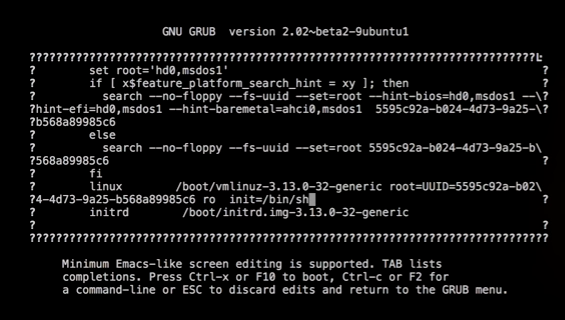 GNU GRUB  version 2.02~beta2-9ubuntu1
??????????????????????????????????????????????????????????????????????????????L
?        set root='hd0,msdos1'                                                ?
?        if [ x$feature_platform_search_hint = xy ]; then                     ?
?          search --no-floppy --fs-uuid --set=root --hint-bios=hd0,msdos1 --\?
?hint-efi=hd0,msdos1 --hint-baremetal=ahci0,msdos1  5595c92a-b024-4d73-9a25-\?
?b568a89985c6                                                                 ?
?        else                                                                 ?
?          search --no-floppy --fs-uuid --set=root 5595c92a-b024-4d73-9a25-b\
?568a89985c6                                                                  ?
?        fi
?        linux        /boot/vmlinuz-3.13.0-32-generic root=UUID=5595c92a-b02\
?4-4d73-9a25-b568a89985c6 ro  init=/bin/sh                                    ?
?        initrd        /boot/initrd.img-3.13.0-32-generic
?                                                                             ?
??????????????????????????????????????????????????????????????????????????????
Minimum Emacs-like screen editing is supported. TAB lists
completions. Press Ctrl-x or F10 to boot, Ctrl-c or F2 for
a command-line or ESC to discard edits and return to the GRUB menu.